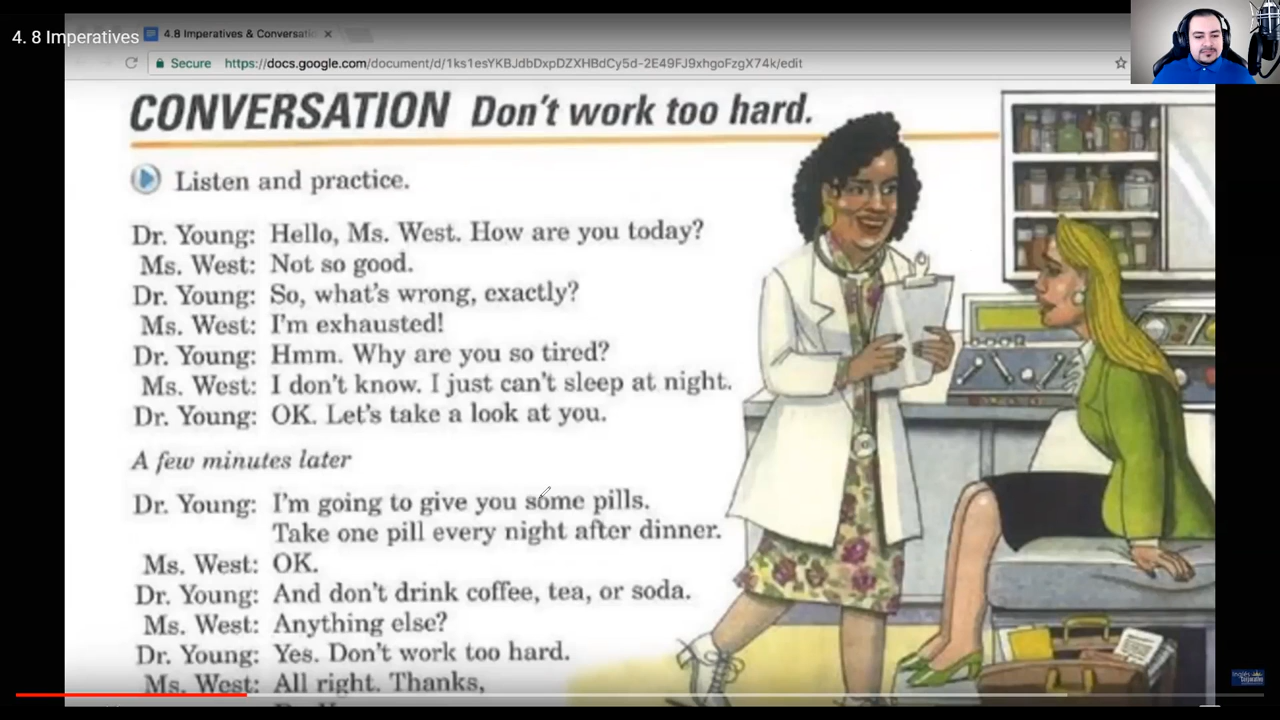 4. 8 Imperatives
4.8 Imperatives & Conversati
Secure https://docs.google.com/document/d/1ks1esYKBJdbDxpDZXHBdCy5d-2E49FJ9xhgoFzgX74k/edit
CONVERSATION Don't work too hard.
Listen and practice.
Dr. Young: Hello, Ms. West. How are you today?
Ms. West: Not so good.
Dr. Young: So, what's wrong, exactly?
Ms. West: I'm exhausted!
Dr. Young: Hmm. Why are you so tired?
Ms. West: I don't know. I just can't sleep at night.
Dr. Young: OK. Let's take a look at you.
A few minutes later
Dr. Young: I'm going to give you some pills.
Take one pill every night after dinner.
Ms. West: OK.
Dr. Young: And don't drink coffee, tea, or soda.
Ms. West: Anything else?
Dr. Young: Yes. Don't work too hard.
Ms. West: All right. Thanks,